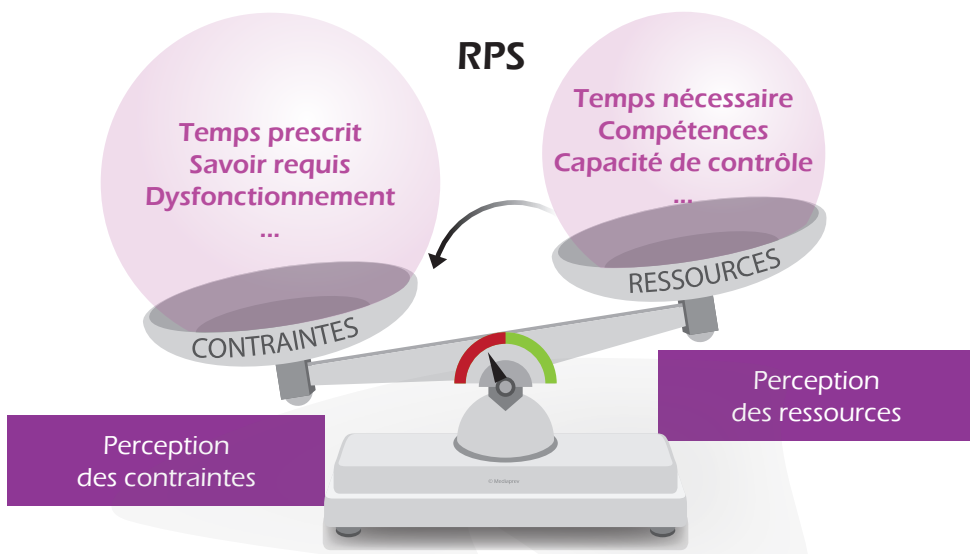 RPS
Temps prescrit
Savoir requis
Dysfonctionnement
...
Temps nécessaire
Compétences
Capacité de contrôle
...
CONTRAINTES
RESSOURCES
Perception
des contraintes
Perception
des ressources